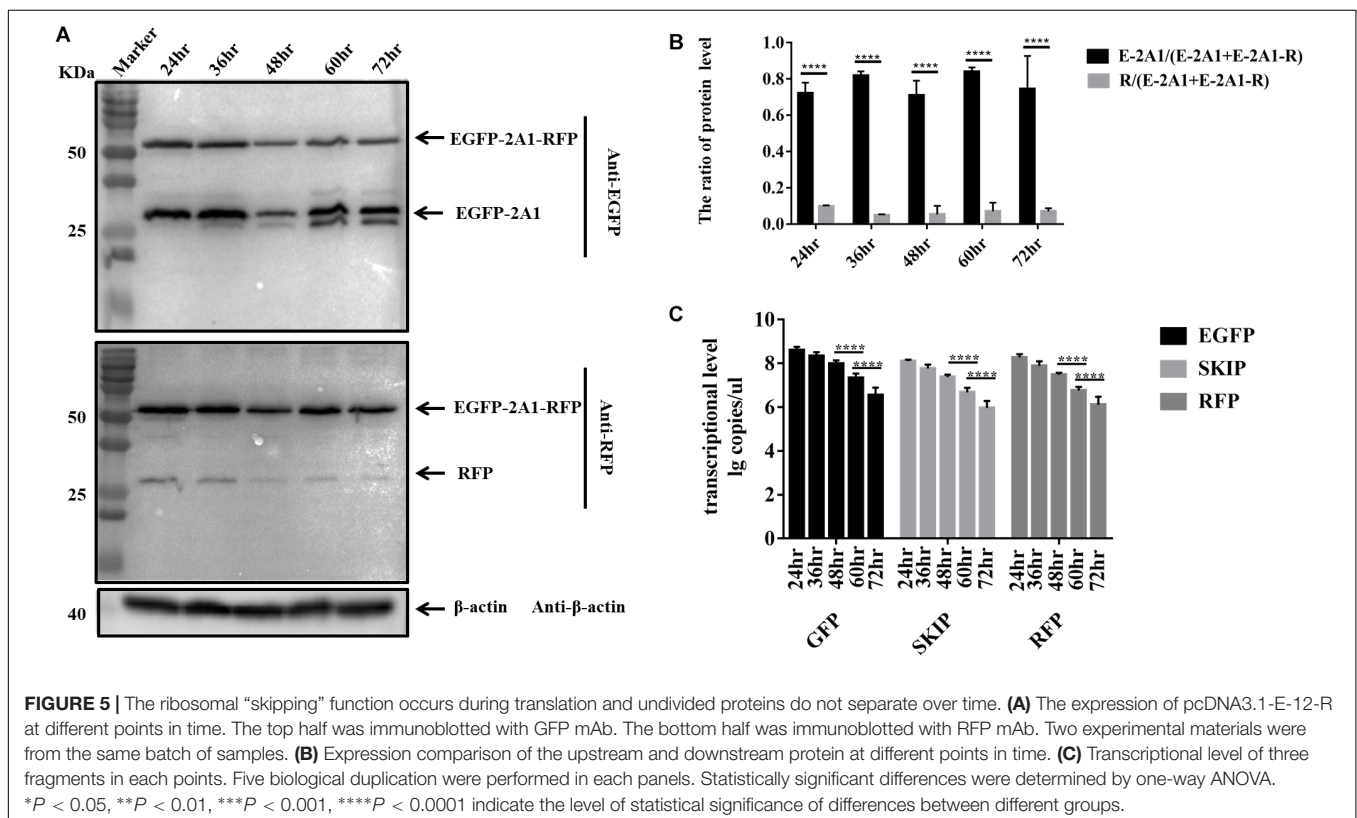 A
KDa
Marker
24hr
36hr
48hr
60hr
72hr
50
25
EGFP-2A1-RFP
EGFP-2A1
Anti-EGFP
50
25
EGFP-2A1-RFP
RFP
Anti-RFP
40
β-actin Anti-β-actin
B
The ratio of protein level
1.0
0.8
0.6
0.4
0.2
0.0
**** **** **** **** ****
24hr 36hr 48hr 60hr 72hr
E-2A1/(E-2A1+E-2A1-R)
R/(E-2A1+E-2A1-R)
C
transcriptional level
lg copies/ul
10
8
6
4
2
0
**** **** ****
**** **** ****
24hr 36hr 48hr 60hr 72hr 24hr 36hr 48hr 60hr 72hr 24hr 36hr 48hr 60hr 72hr
GFP SKIP RFP
EGFP
SKIP
RFP
FIGURE 5 | The ribosomal “skipping” function occurs during translation and undivided proteins do not separate over time. (A) The expression of pcDNA3.1-E-12-R
at different points in time. The top half was immunoblotted with GFP mAb. The bottom half was immunoblotted with RFP mAb. Two experimental materials were
from the same batch of samples. (B) Expression comparison of the upstream and downstream protein at different points in time. (C) Transcriptional level of three
fragments in each points. Five biological duplication were performed in each panels. Statistically significant differences were determined by one-way ANOVA.
*P < 0.05, **P < 0.01, ***P < 0.001, ****P < 0.0001 indicate the level of statistical significance of differences between different groups.